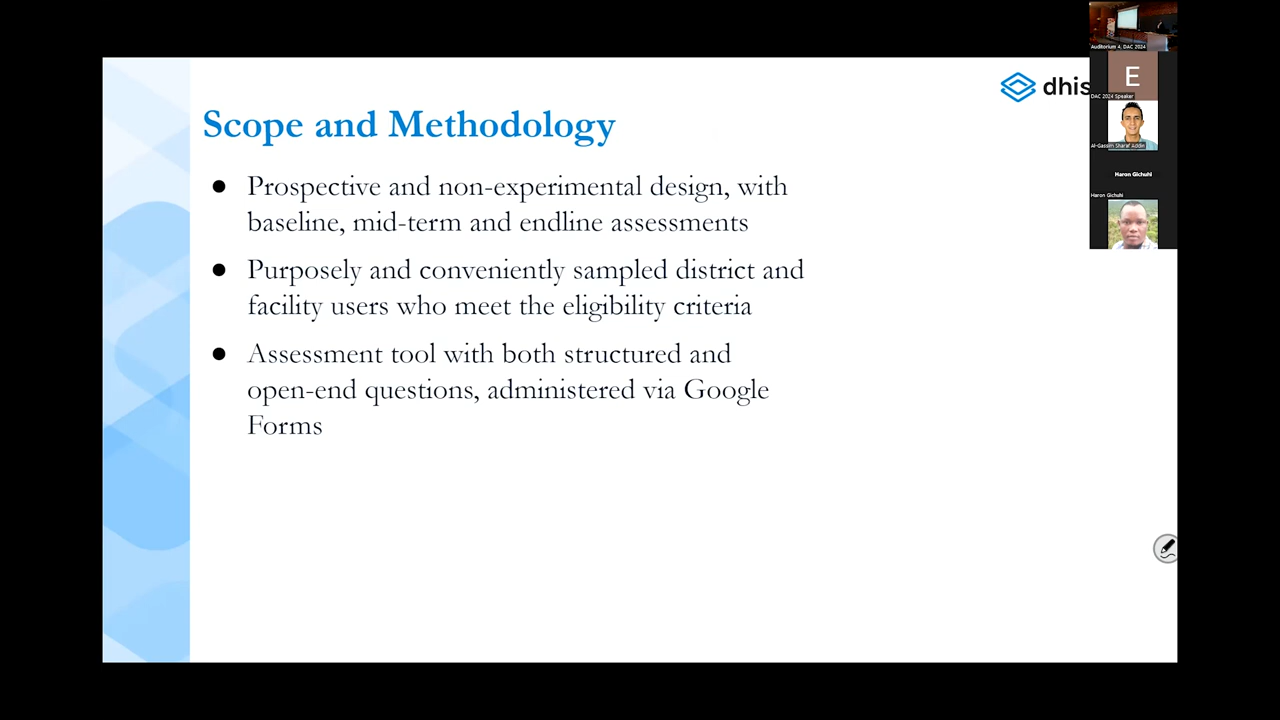 Scope and Methodology
● Prospective and non-experimental design, with
baseline, mid-term and endline assessments
● Purposely and conveniently sampled district and
facility users who meet the eligibility criteria
● Assessment tool with both structured and
open-end questions, administered via Google
Forms
dhis
Auditorium 4, DAC 2024
E
DAC 2024 Speaker
Al-Gassim Sharaf Addin
Haron Gichuhi
Haron Gichuhi